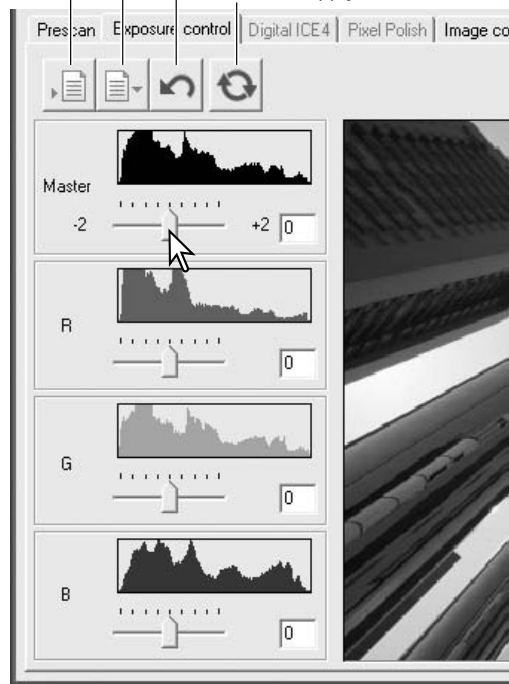 Prescan Exposure control Digital ICE4 Pixel Polish Image co
Master
-2 +2 0
R
0
G
0
B
0